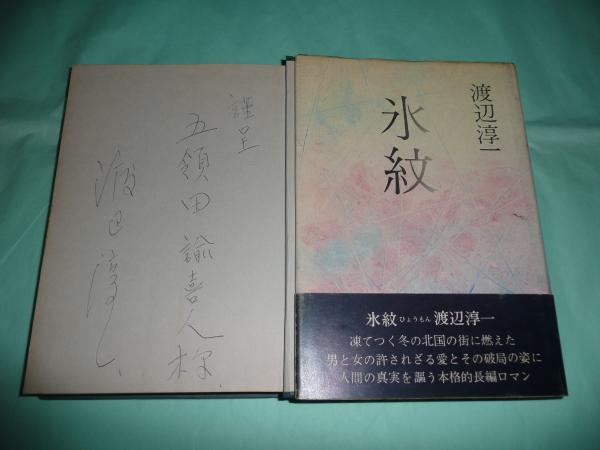 謹呈
五領田諭喜人様
渡辺淳一
渡辺淳一
氷紋
氷紋 ひょうもん 渡辺淳一
凍てつく冬の北国の街に燃えた
男と女の許されざる愛とその破局の姿に
人間の真実を謳う本格的長編ロマン